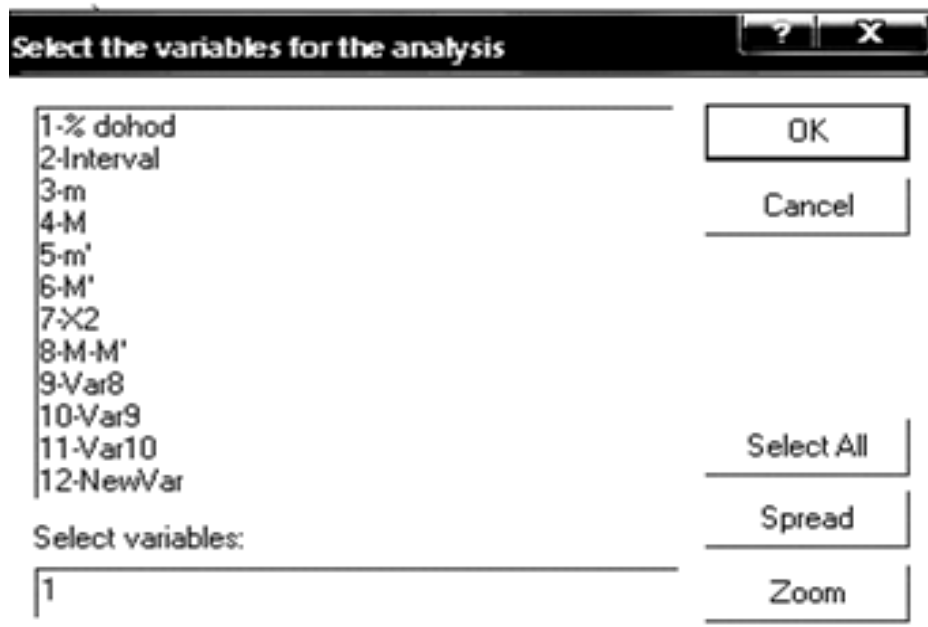 Select the variables for the analysis
? X
1-% dohod
2-Interval
3-m
4-M
5-m'
6-M'
7-X2
8-M-M'
9-Var8
10-Var9
11-Var10
12-NewVar
OK
Cancel
Select All
Spread
Zoom
Select variables:
1